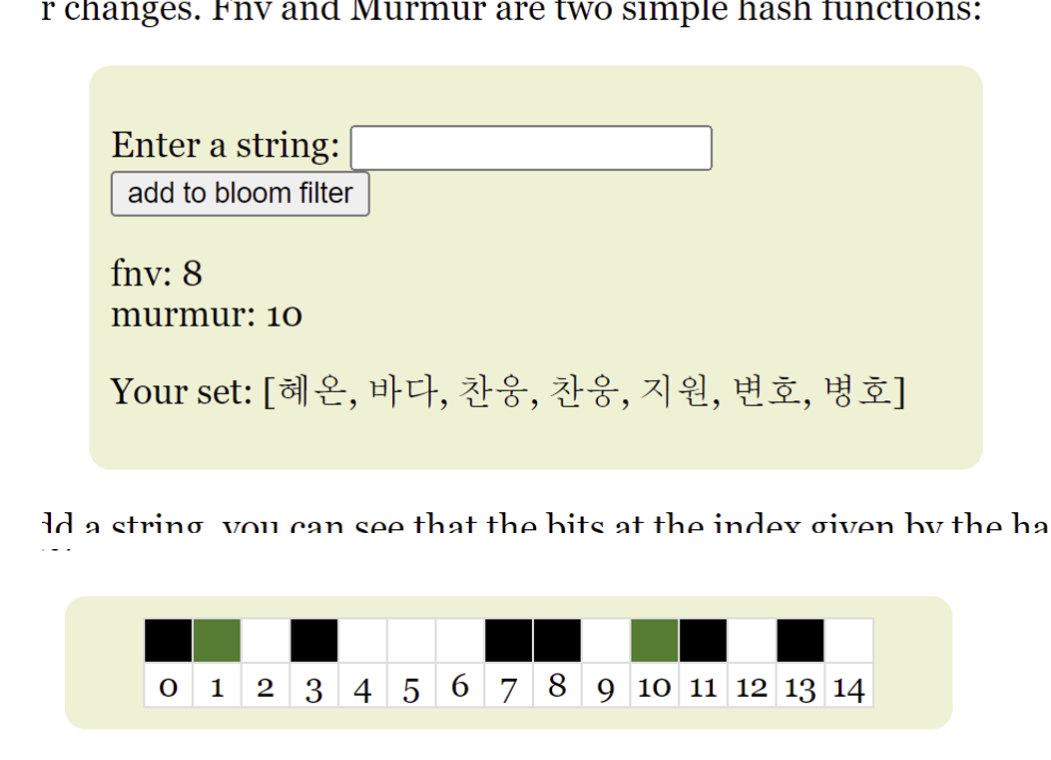 r changes. Fnv and Murmur are two simple hash functions:
Enter a string:
add to bloom filter
fnv: 8
murmur: 10
Your set: [혜온, 바다, 찬웅, 찬웅, 지원, 변호, 병호]
dd a string, you can see that the bits at the index given by the ha
0 1 2 3 4 5 6 7 8 9 10 11 12 13 14